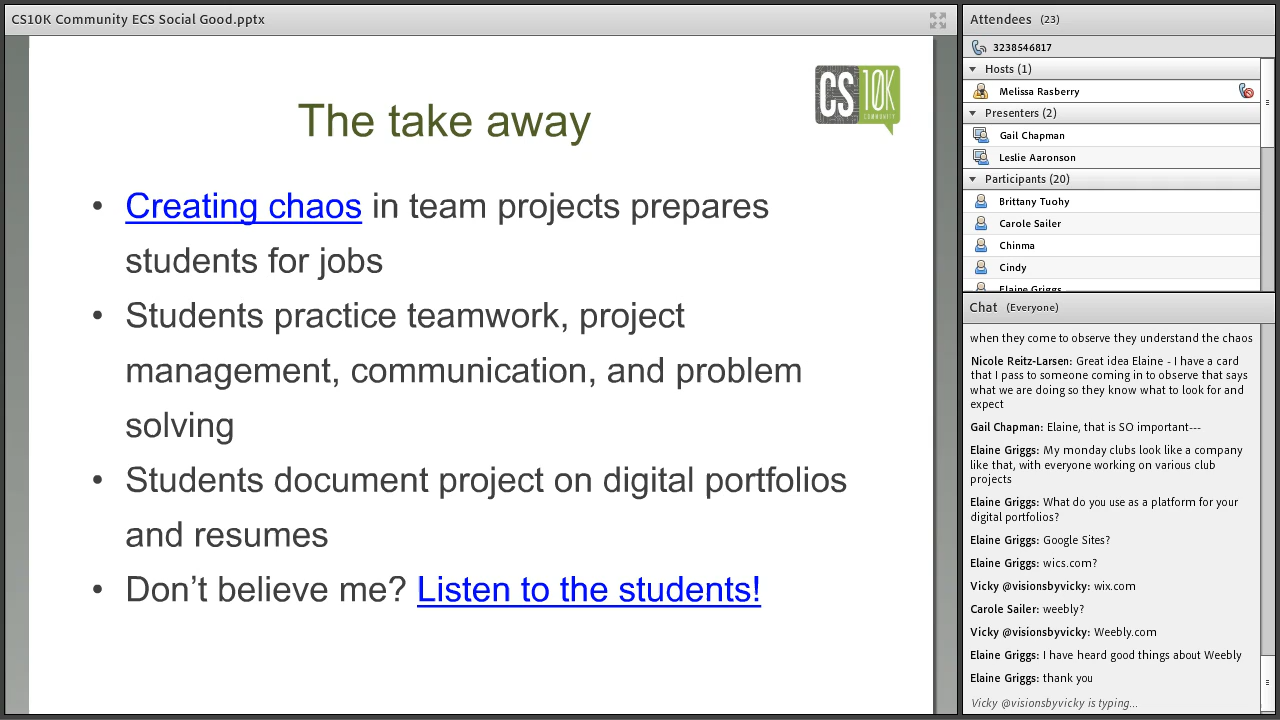 CS10K Community ECS Social Good.pptx
CS 10K
COMMUNITY
The take away
• Creating chaos in team projects prepares
students for jobs
• Students practice teamwork, project
management, communication, and problem
solving
• Students document project on digital portfolios
and resumes
• Don’t believe me? Listen to the students!
Attendees (23)
3238546817
Hosts (1)
Melissa Rasberry
Presenters (2)
Gail Chapman
Leslie Aaronson
Participants (20)
Brittany Tuohy
Carole Sailer
Chinma
Cindy
Elaine Griggs
Chat (Everyone)
when they come to observe they understand the chaos
Nicole Reitz-Larsen: Great idea Elaine - I have a card
that I pass to someone coming in to observe that says
what we are doing so they know what to look for and
expect
Gail Chapman: Elaine, that is SO important---
Elaine Griggs: My monday clubs look like a company
like that, with everyone working on various club
projects
Elaine Griggs: What do you use as a platform for your
digital portfolios?
Elaine Griggs: Google Sites?
Elaine Griggs: wics.com?
Vicky @visionsbyvicky: wix.com
Carole Sailer: weebly?
Vicky @visionsbyvicky: Weebly.com
Elaine Griggs: I have heard good things about Weebly
Elaine Griggs: thank you
Vicky @visionsbyvicky is typing...